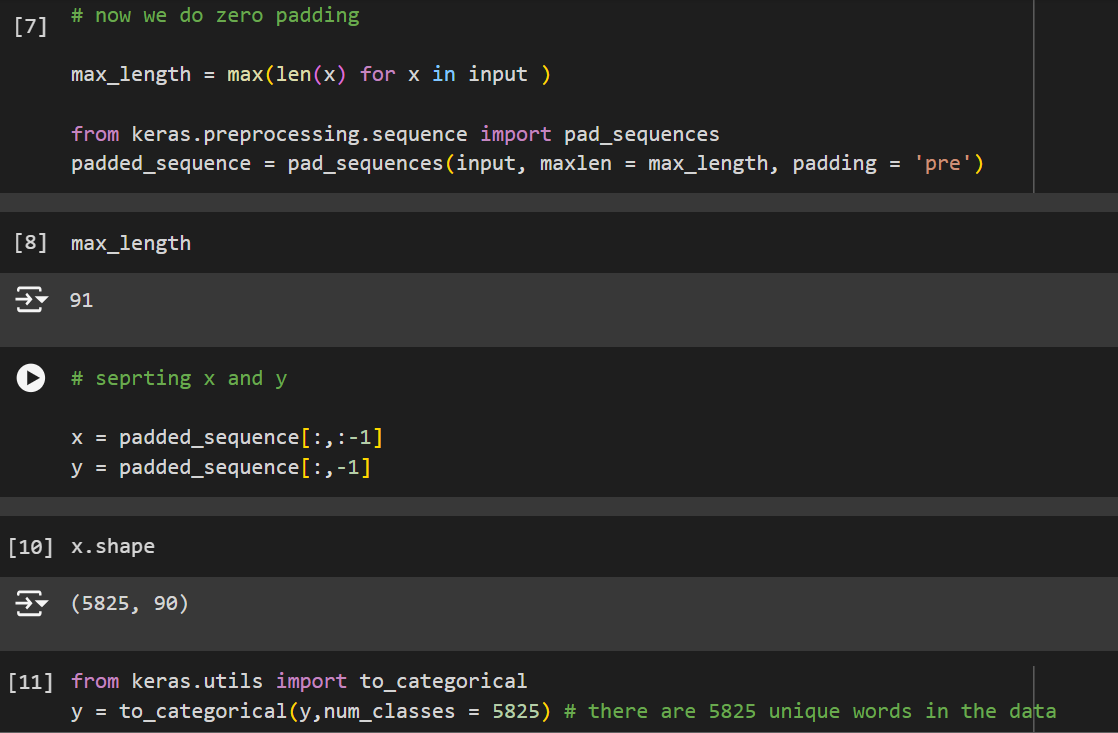 [7] # now we do zero padding
max_length = max(len(x) for x in input )
from keras.preprocessing.sequence import pad_sequences
padded_sequence = pad_sequences(input, maxlen = max_length, padding = 'pre')
[8] max_length
91
# seprting x and y
x = padded_sequence[:,:-1]
y = padded_sequence[:,-1]
[10] x.shape
(5825, 90)
[11] from keras.utils import to_categorical
y = to_categorical(y,num_classes = 5825) # there are 5825 unique words in the data